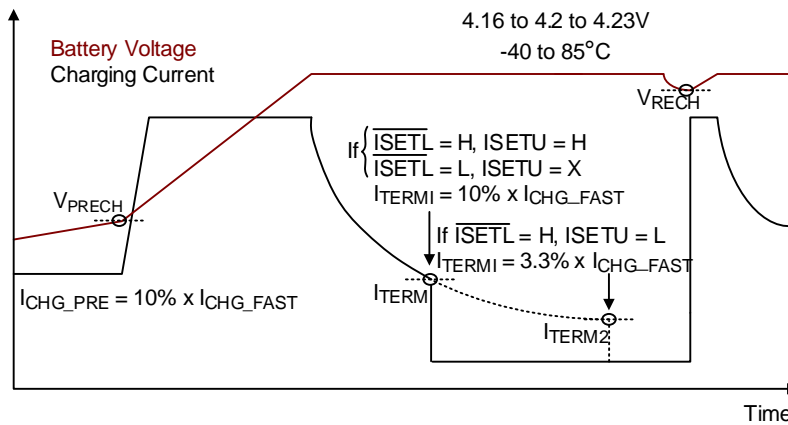 4.16 to 4.2 to 4.23V
-40 to 85°C
Battery Voltage
Charging Current
VRECH
If { ISETL = H, ISETU = H
ISETL = L, ISETU = X
ITERMI = 10% x ICHG_FAST
VPRECH
If ISETL = H, ISETU = L
ITERMI = 3.3% x ICHG_FAST
ICHG_PRE = 10% x ICHG_FAST
ITERM
ITERM2
Time